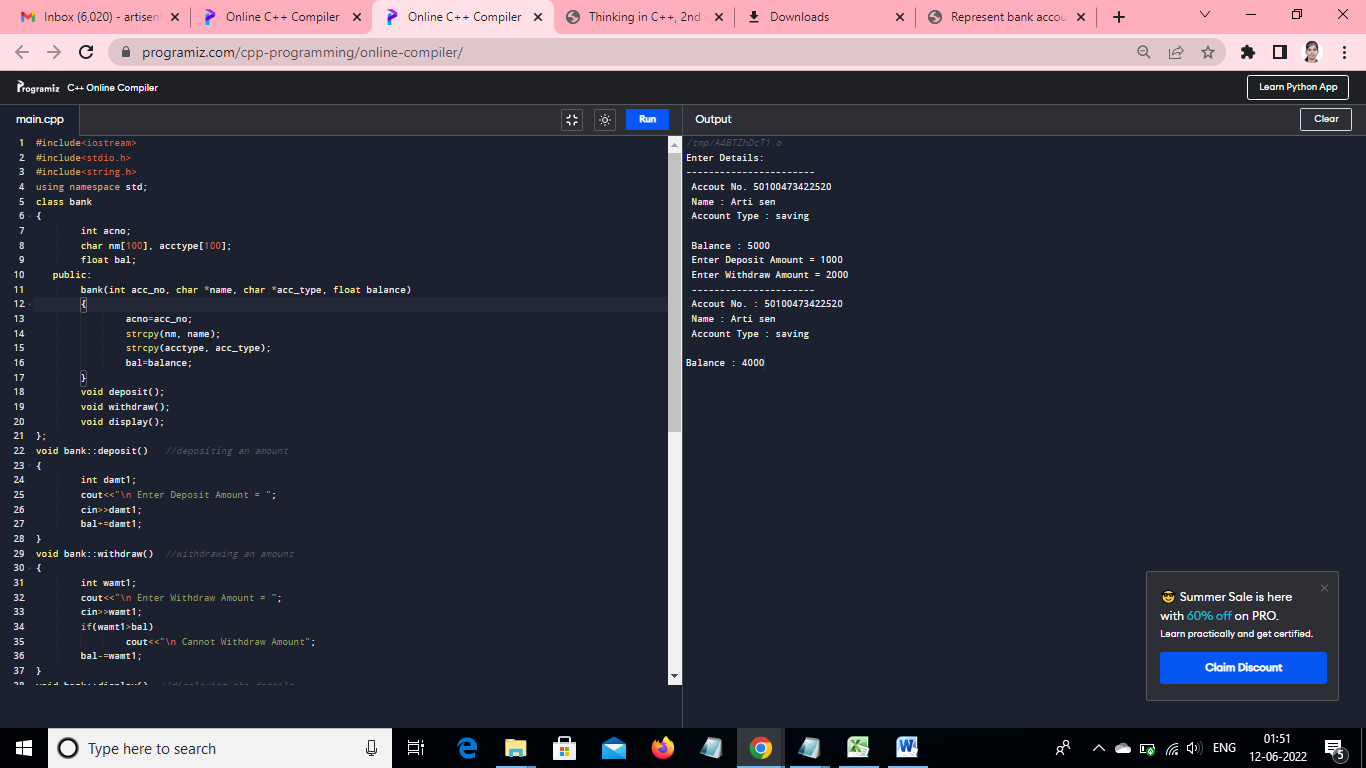 Inbox (6,020) - artisen
Online C++ Compiler
Online C++ Compiler
Thinking in C++, 2nd
Downloads
Represent bank accou
programiz.com/cpp-programming/online-compiler/
Programiz C++ Online Compiler
Learn Python App
main.cpp
Run
Output
Clear
1 #include<iostream>
2 #include<stdio.h>
3 #include<string.h>
4 using namespace std;
5 class bank
6 {
7 int acno;
8 char nm[100], acctype[100];
9 float bal;
10 public:
11 bank(int acc_no, char *name, char *acc_type, float balance)
12 {
13 acno=acc_no;
14 strcpy(nm, name);
15 strcpy(acctype, acc_type);
16 bal=balance;
17 }
18 void deposit();
19 void withdraw();
20 void display();
21 };
22 void bank::deposit() //depositing an amount
23 {
24 int damt1;
25 cout<<"\n Enter Deposit Amount = ";
26 cin>>damt1;
27 bal+=damt1;
28 }
29 void bank::withdraw() //withdrawing an amount
30 {
31 int wamt1;
32 cout<<"\n Enter Withdraw Amount = ";
33 cin>>wamt1;
34 if(wamt1>bal)
35 cout<<"\n Cannot Withdraw Amount";
36 bal-=wamt1;
37 }
38 void bank::display() //displaying the details
/tmp/A4BTZhDcT1.o
Enter Details:
-----------------------
Accout No. 50100473422520
Name : Arti sen
Account Type : saving
Balance : 5000
Enter Deposit Amount = 1000
Enter Withdraw Amount = 2000
----------------------
Accout No. : 50100473422520
Name : Arti sen
Account Type : saving
Balance : 4000
😎 Summer Sale is here
with 60% off on PRO.
Learn practically and get certified.
Claim Discount
Type here to search
ENG
01:51
12-06-2022
5